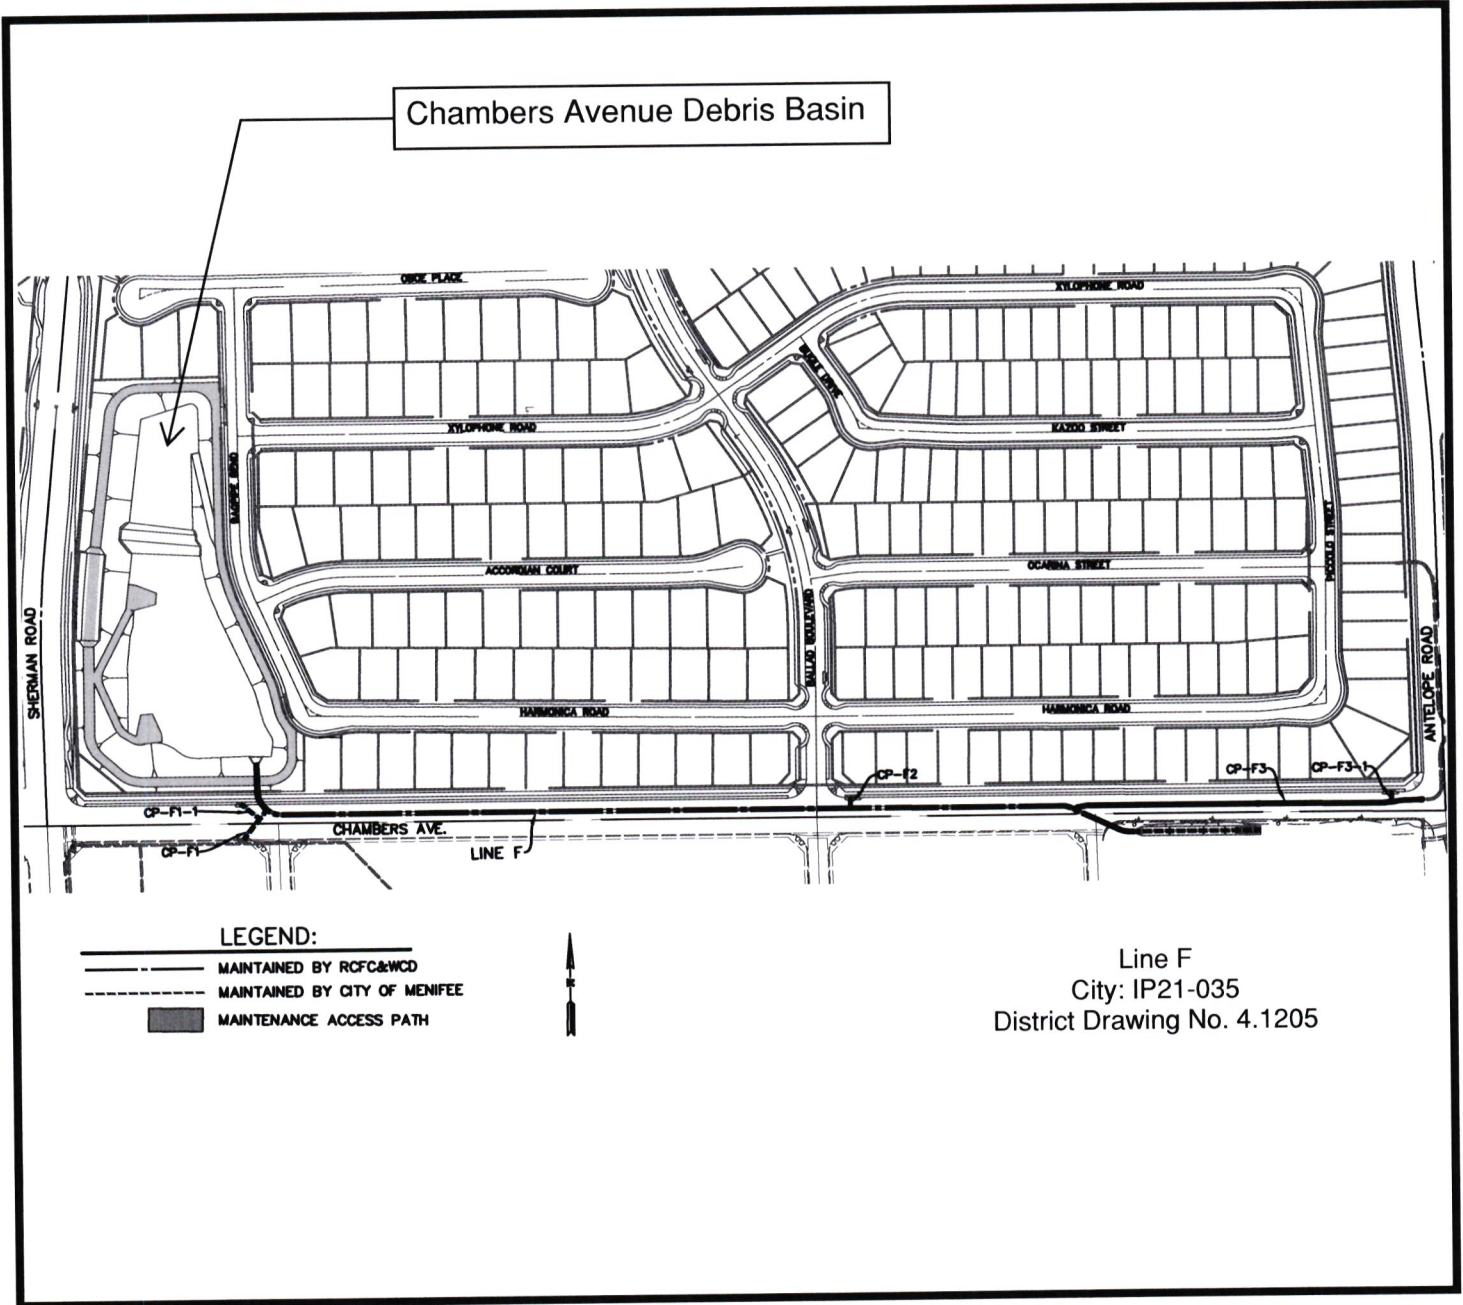 Chambers Avenue Debris Basin
OBOE PLACE
XYLOPHONE ROAD
BUGLE DRIVE
XYLOPHONE ROAD
KAZOO STREET
BAGPIPE BEND
PICCOLO STREET
ACCORDIAN COURT
OCARINA STREET
BALLAD BOULEVARD
SHERMAN ROAD
ANTELOPE ROAD
HARMONICA ROAD
HARMONICA ROAD
CP-F2
CP-F3
CP-F3-1
CP-F1-1
CHAMBERS AVE.
CP-F1
LINE F
LEGEND:
MAINTAINED BY RCFC&WCD
MAINTAINED BY CITY OF MENIFEE
MAINTENANCE ACCESS PATH
N
Line F
City: IP21-035
District Drawing No. 4.1205